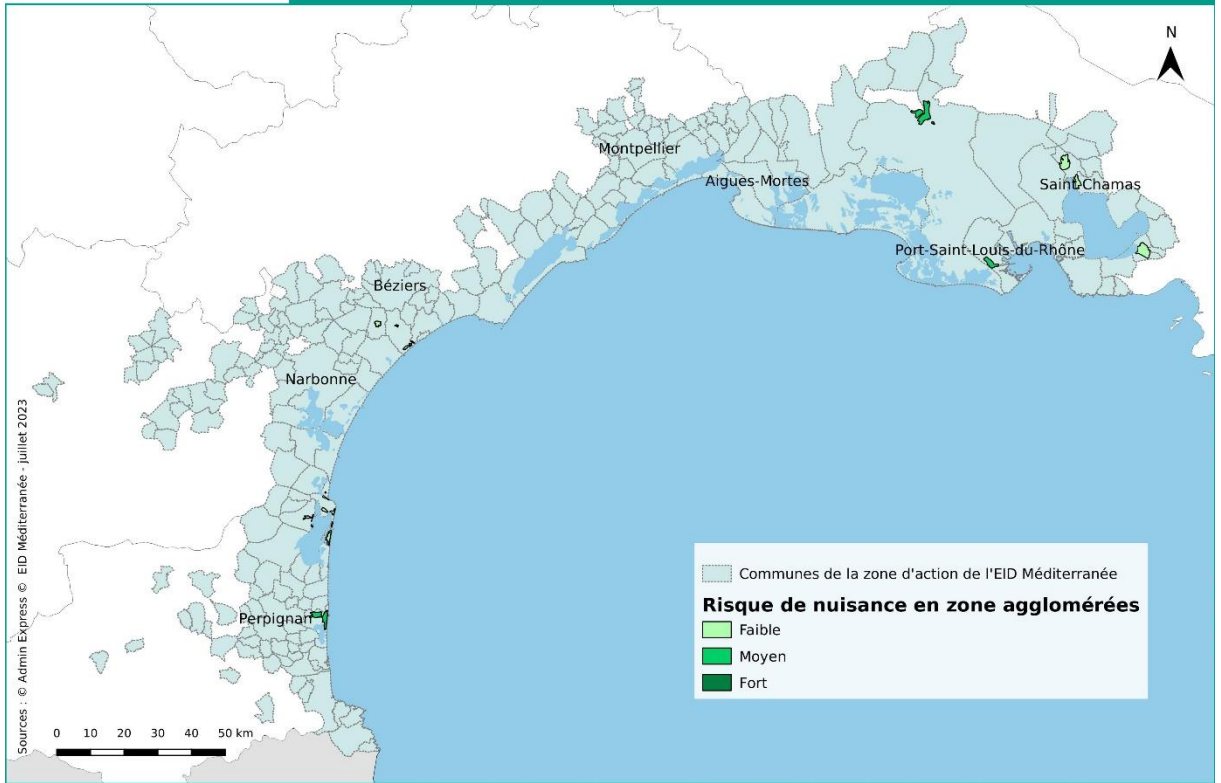 N
Montpellier
Aigues-Mortes
Saint-Chamas
Port-Saint-Louis-du-Rhône
Béziers
Narbonne
Perpignan
Communes de la zone d'action de l'EID Méditerranée
Risque de nuisance en zone agglomérées
Faible
Moyen
Fort
0 10 20 30 40 50 km
Sources : © Admin Express © EID Méditerranée - juillet 2023